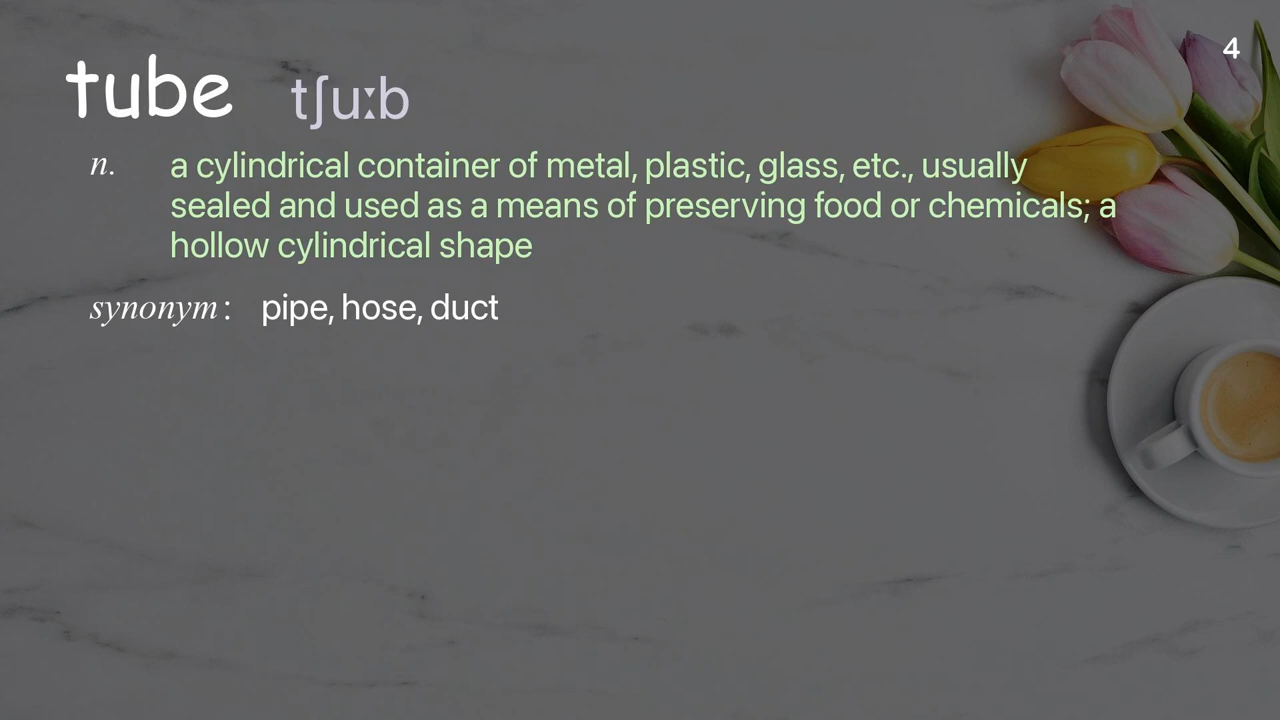 4
tube tʃuːb
n. a cylindrical container of metal, plastic, glass, etc., usually
sealed and used as a means of preserving food or chemicals; a
hollow cylindrical shape
synonym: pipe, hose, duct